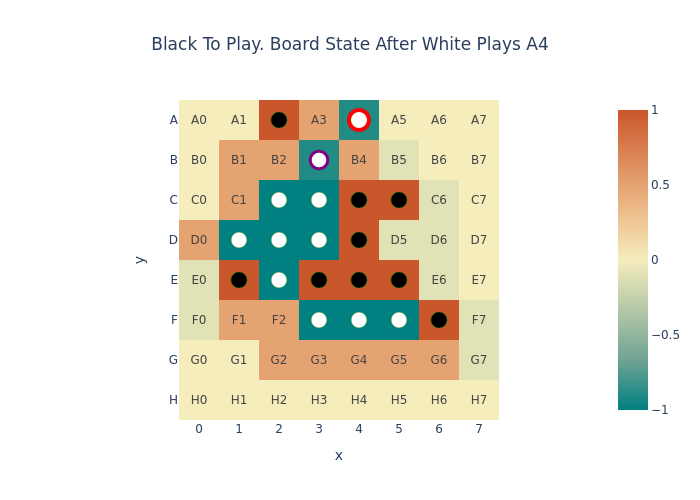 Black To Play. Board State After White Plays A4
A A0 A1 A3 A5 A6 A7
B B0 B1 B2 B4 B5 B6 B7
C C0 C1 C6 C7
D D0 D5 D6 D7
E E0 E6 E7
F F0 F1 F2 F7
G G0 G1 G2 G3 G4 G5 G6 G7
H H0 H1 H2 H3 H4 H5 H6 H7
0 1 2 3 4 5 6 7
x
y
1
0.5
0
−0.5
−1